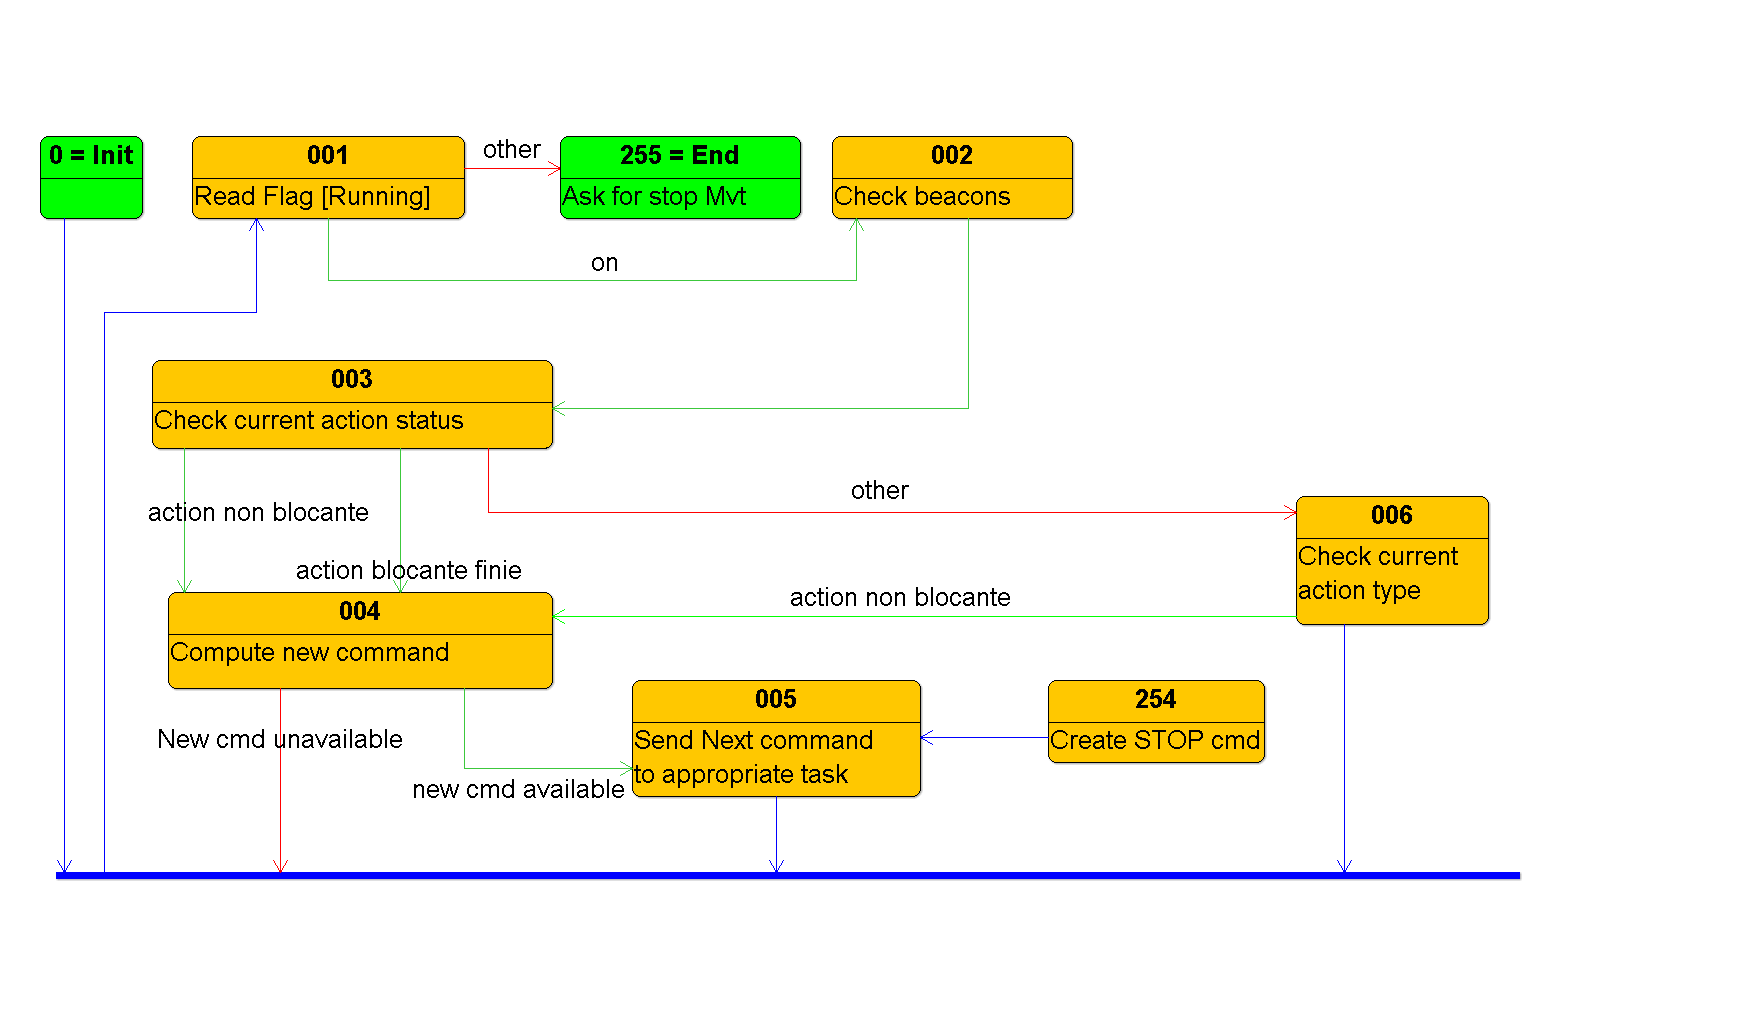 0 = Init
001
Read Flag [Running]
other
255 = End
Ask for stop Mvt
002
Check beacons
on
003
Check current action status
other
action non blocante
action blocante finie
006
Check current
action type
action non blocante
004
Compute new command
New cmd unavailable
new cmd available
005
Send Next command
to appropriate task
254
Create STOP cmd